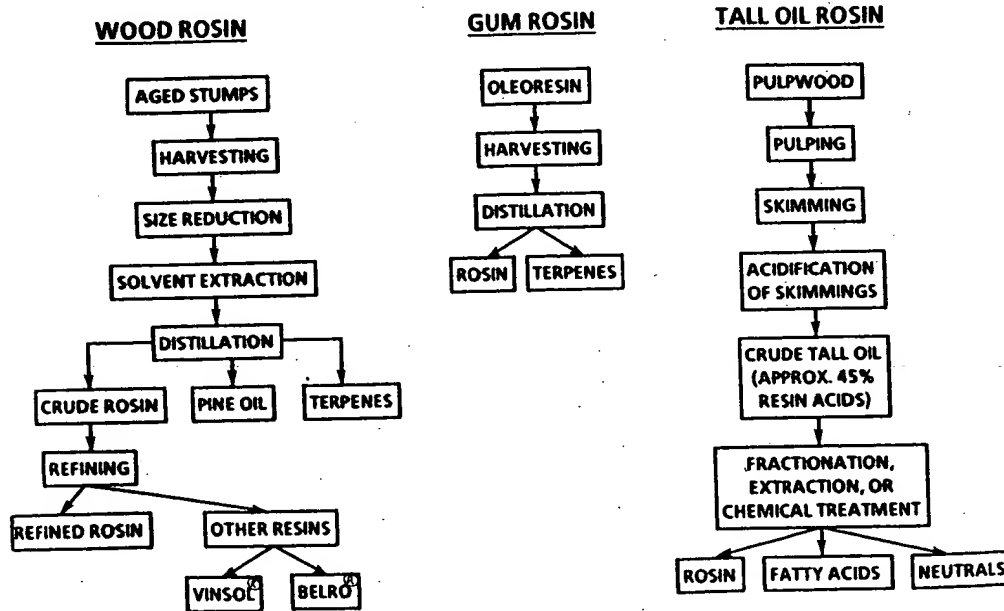 WOOD ROSIN
AGED STUMPS
HARVESTING
SIZE REDUCTION
SOLVENT EXTRACTION
DISTILLATION
CRUDE ROSIN
PINE OIL
TERPENES
REFINING
REFINED ROSIN
OTHER RESINS
VINSOL®
BELRO®
GUM ROSIN
OLEORESIN
HARVESTING
DISTILLATION
ROSIN
TERPENES
TALL OIL ROSIN
PULPWOOD
PULPING
SKIMMING
ACIDIFICATION
OF SKIMMINGS
CRUDE TALL OIL
(APPROX. 45%
RESIN ACIDS)
FRACTIONATION,
EXTRACTION, OR
CHEMICAL TREATMENT
ROSIN
FATTY ACIDS
NEUTRALS